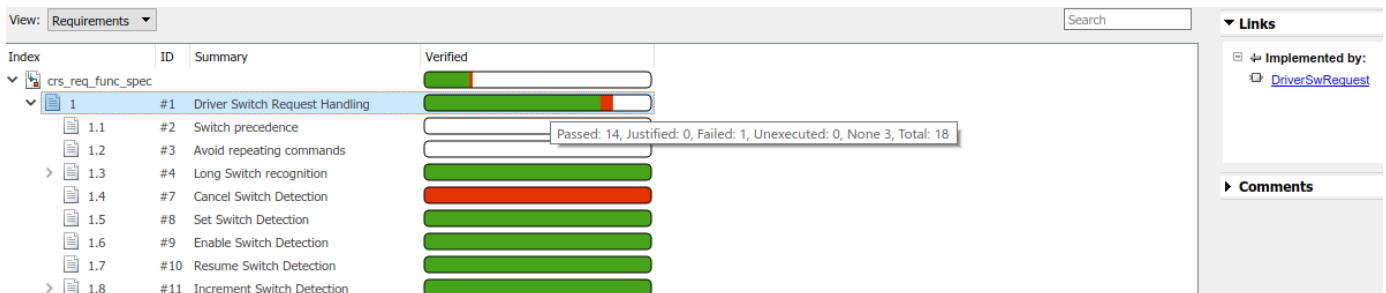 View: Requirements
Search
Links
Index ID Summary Verified
Implemented by:
crs_req_func_spec
DriverSwRequest
1 #1 Driver Switch Request Handling
1.1 #2 Switch precedence
Passed: 14, Justified: 0, Failed: 1, Unexecuted: 0, None 3, Total: 18
1.2 #3 Avoid repeating commands
1.3 #4 Long Switch recognition
1.4 #7 Cancel Switch Detection
Comments
1.5 #8 Set Switch Detection
1.6 #9 Enable Switch Detection
1.7 #10 Resume Switch Detection
1.8 #11 Increment Switch Detection